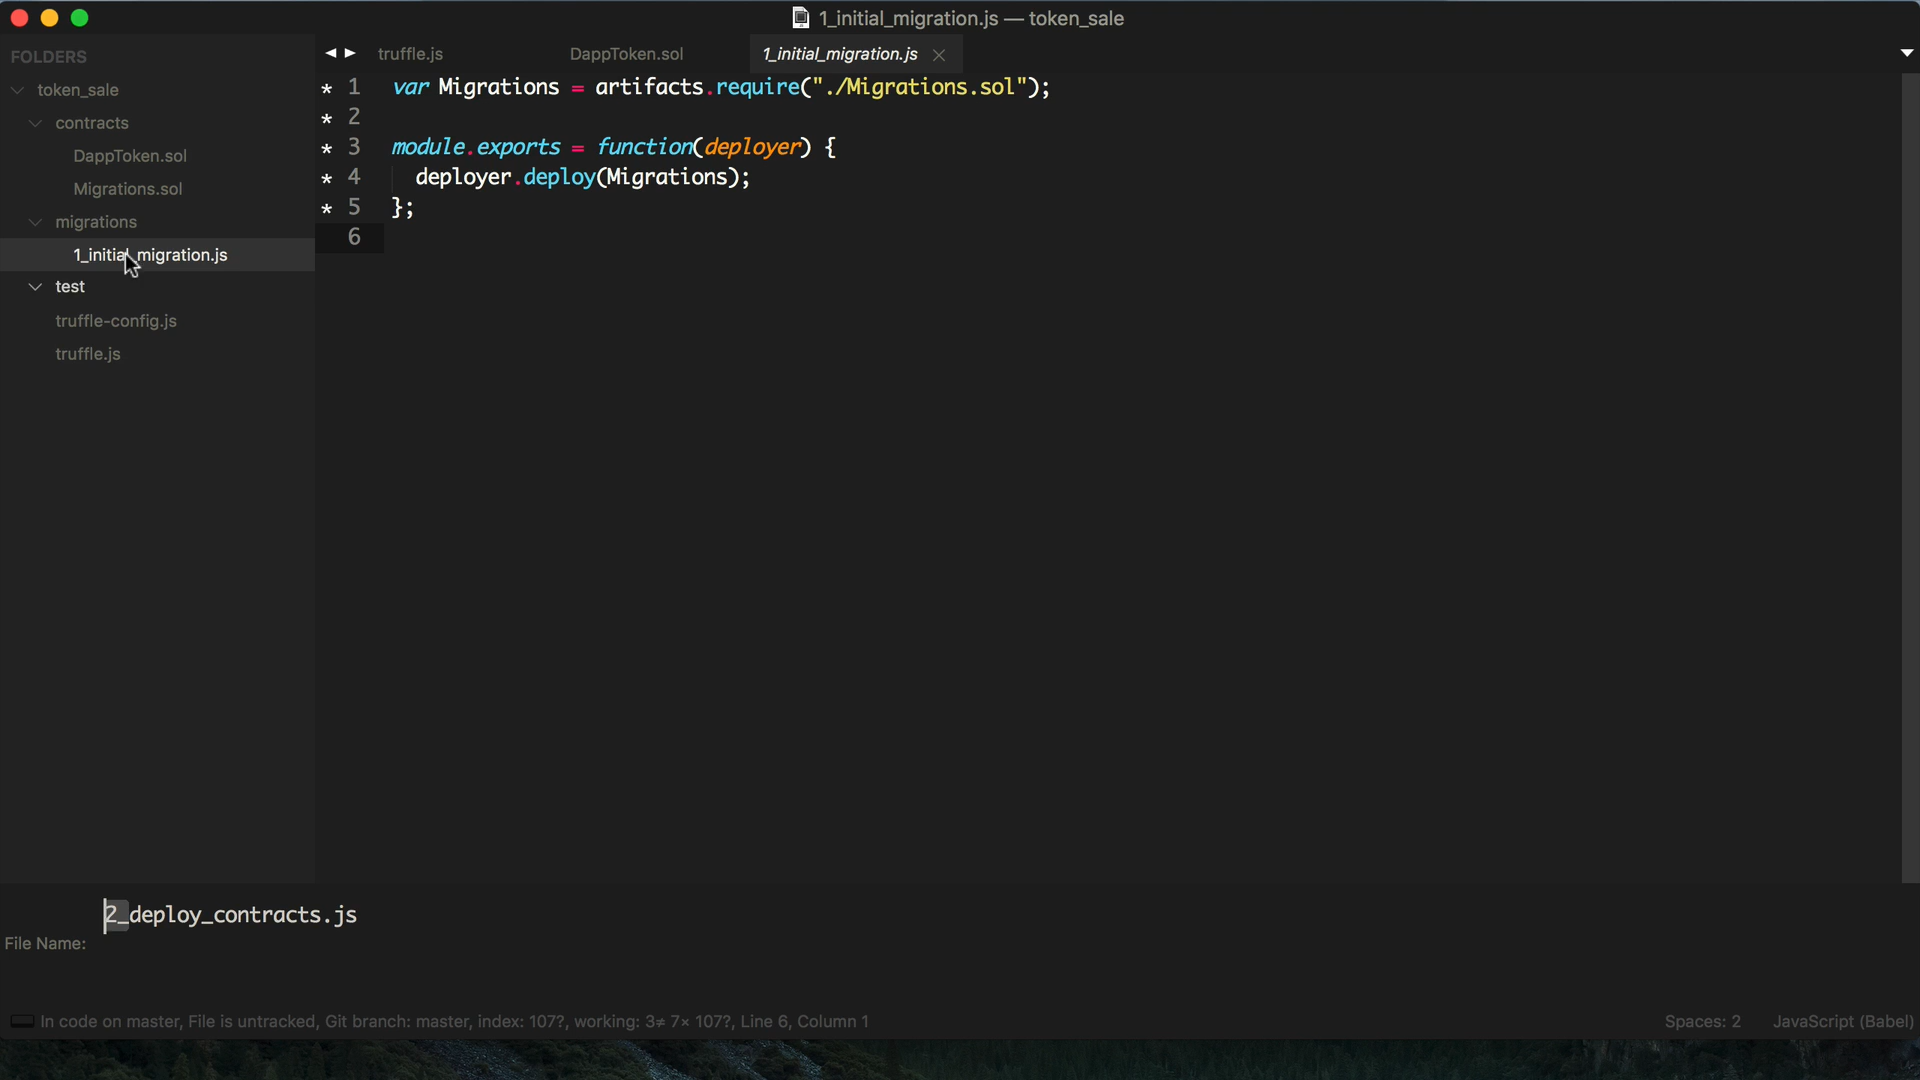 1_initial_migration.js — token_sale
FOLDERS
token_sale
contracts
DappToken.sol
Migrations.sol
migrations
1_initial_migration.js
test
truffle-config.js
truffle.js
◀ ▶ truffle.js DappToken.sol 1_initial_migration.js ×
* 1 var Migrations = artifacts.require("./Migrations.sol");
* 2
* 3 module.exports = function(deployer) {
* 4 deployer.deploy(Migrations);
* 5 };
6
2_deploy_contracts.js
File Name:
In code on master, File is untracked, Git branch: master, index: 107?, working: 3≠ 7× 107?, Line 6, Column 1
Spaces: 2 JavaScript (Babel)